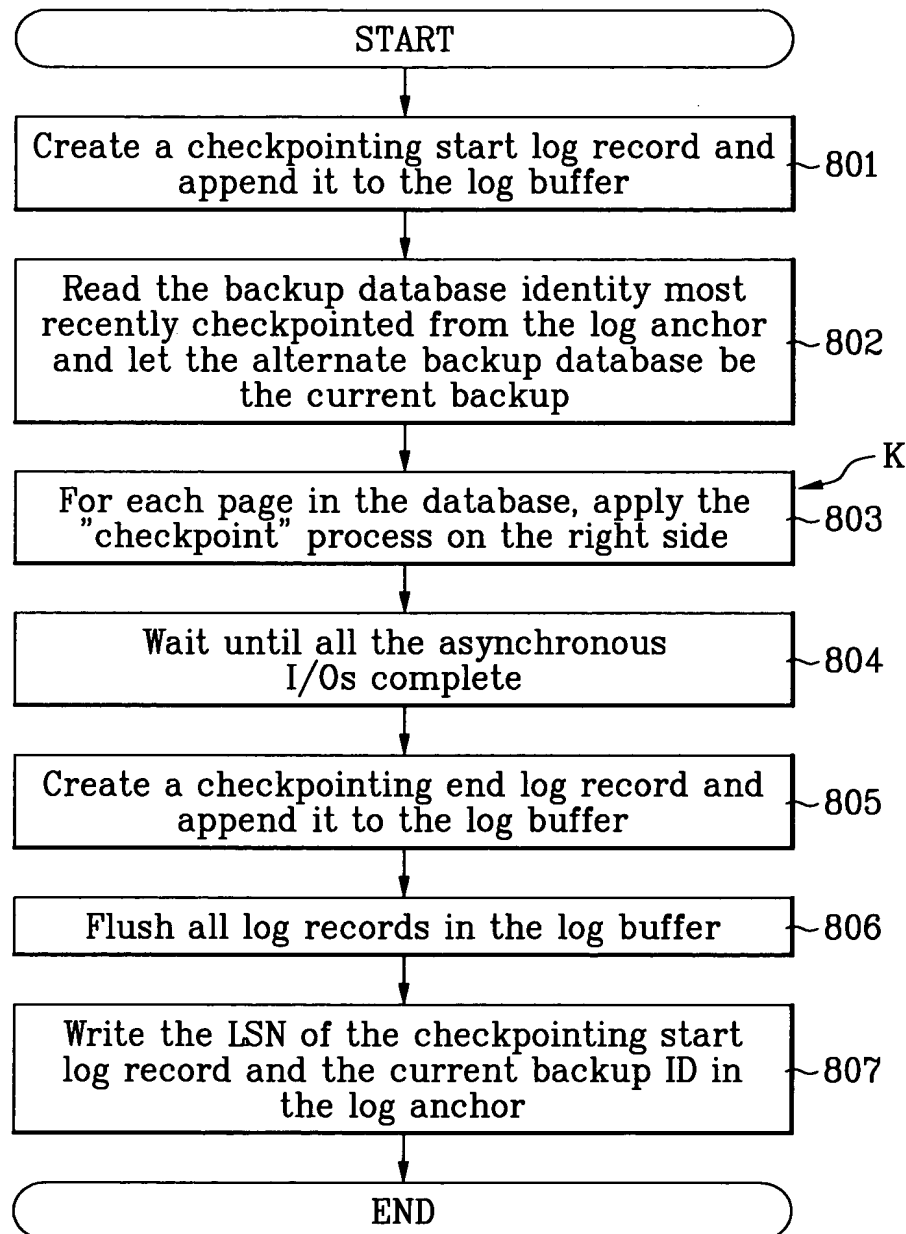 START
Create a checkpointing start log record and
append it to the log buffer
801
Read the backup database identity most
recently checkpointed from the log anchor
and let the alternate backup database be
the current backup
802
K
For each page in the database, apply the
"checkpoint" process on the right side
803
Wait until all the asynchronous
I/Os complete
804
Create a checkpointing end log record and
append it to the log buffer
805
Flush all log records in the log buffer
806
Write the LSN of the checkpointing start
log record and the current backup ID in
the log anchor
807
END